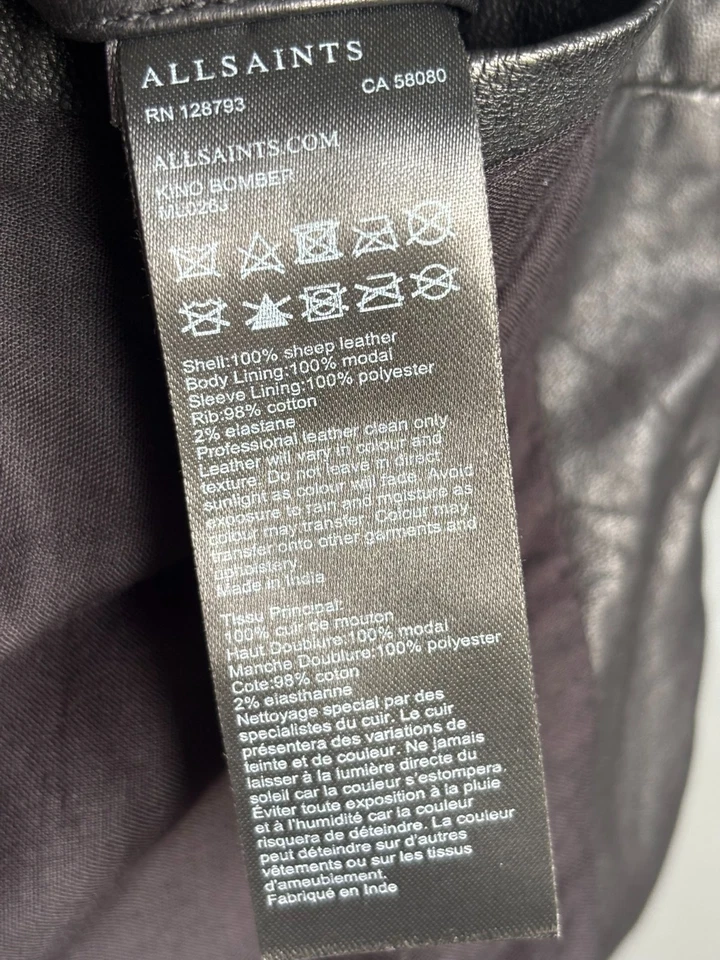 ALLSAINTS
RN 128793 CA 58080
ALLSAINTS.COM
KINO BOMBER
ML026J
Shell:100% sheep leather
Body Lining:100% modal
Sleeve Lining:100% polyester
Rib:98% cotton
2% elastane
Professional leather clean only
Leather will vary in colour and
texture. Do not leave in direct
sunlight as colour will fade. Avoid
exposure to rain and moisture as
colour may transfer. Colour may
transfer onto other garments and
upholstery
Made in India
Tissu Principal:
100% cuir de mouton
Haut Doublure:100% modal
Manche Doublure:100% polyester
Cote:98% coton
2% elasthanne
Nettoyage special par des
specialistes du cuir. Le cuir
présentera des variations de
teinte et de couleur. Ne jamais
laisser à la lumière directe du
soleil car la couleur s'estompera.
Éviter toute exposition à la pluie
et à l'humidité car la couleur
risquera de déteindre. La couleur
peut déteindre sur d'autres
vêtements ou sur les tissus
d'ameublement.
Fabriqué en Inde